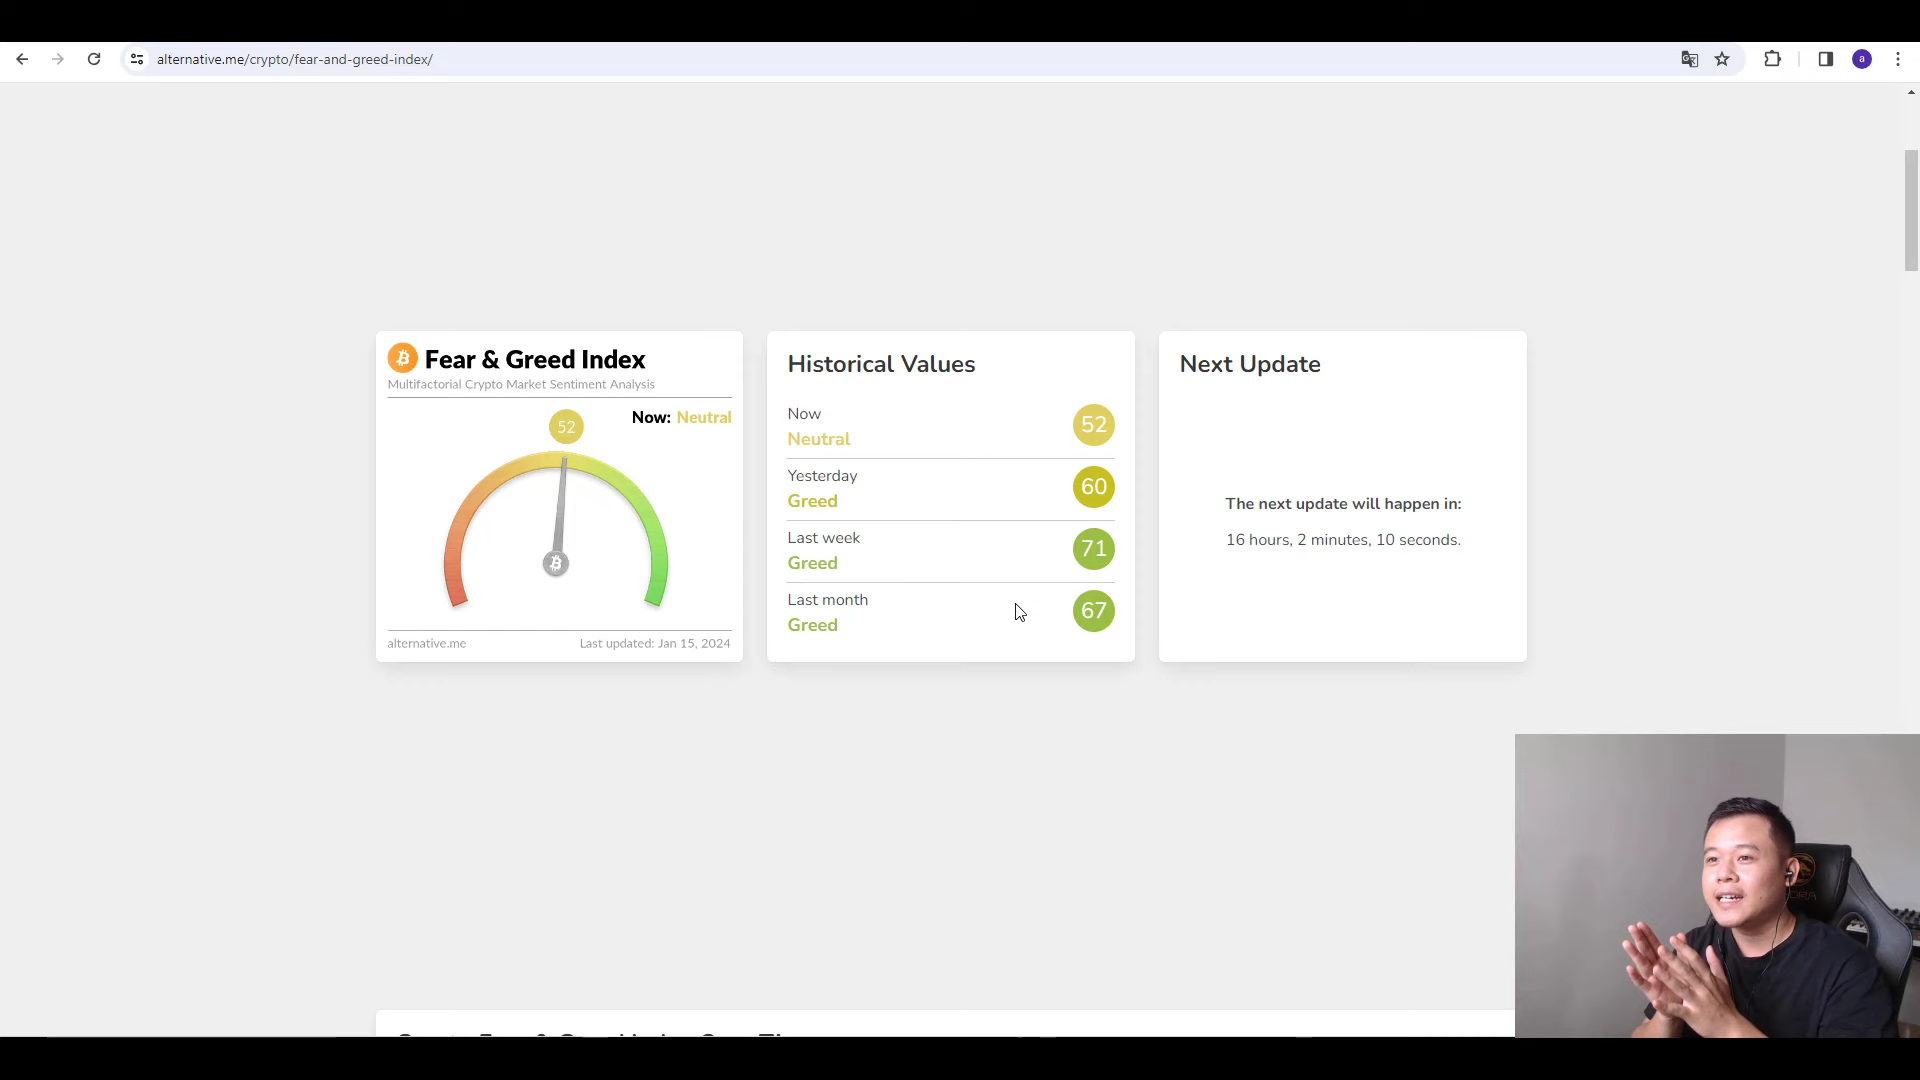 alternative.me/crypto/fear-and-greed-index/
a
Fear & Greed Index
Multifactorial Crypto Market Sentiment Analysis
Now: Neutral
52
alternative.me
Last updated: Jan 15, 2024
Historical Values
Now
Neutral
52
Yesterday
Greed
60
Last week
Greed
71
Last month
Greed
67
Next Update
The next update will happen in:
16 hours, 2 minutes, 10 seconds.